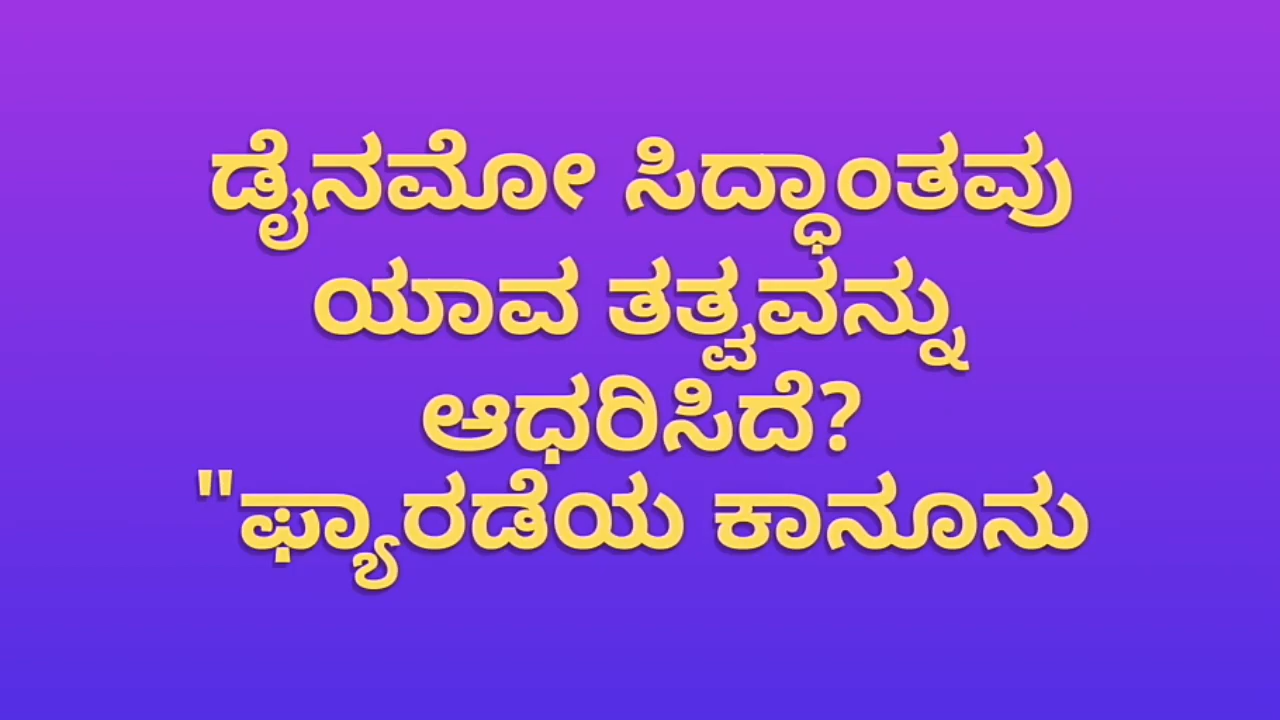 ಡೈನಮೋ ಸಿದ್ಧಾಂತವು
ಯಾವ ತತ್ವವನ್ನು
ಆಧರಿಸಿದೆ?
"ಫ್ಯಾರಡೆಯ ಕಾನೂನು